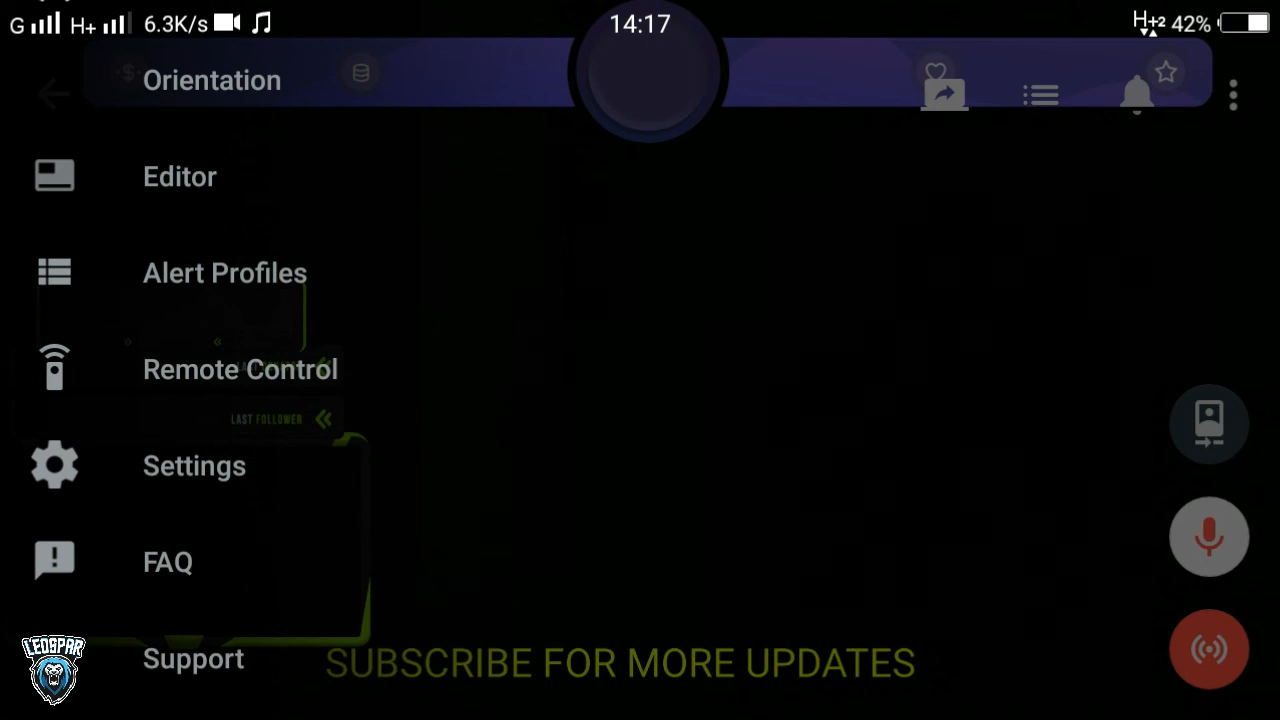 G H+ 6.3K/s 14:17 H+2 42%
Orientation
Editor
Alert Profiles
Remote Control
LAST FOLLOWER
Settings
FAQ
Support
SUBSCRIBE FOR MORE UPDATES
LEOSPAR